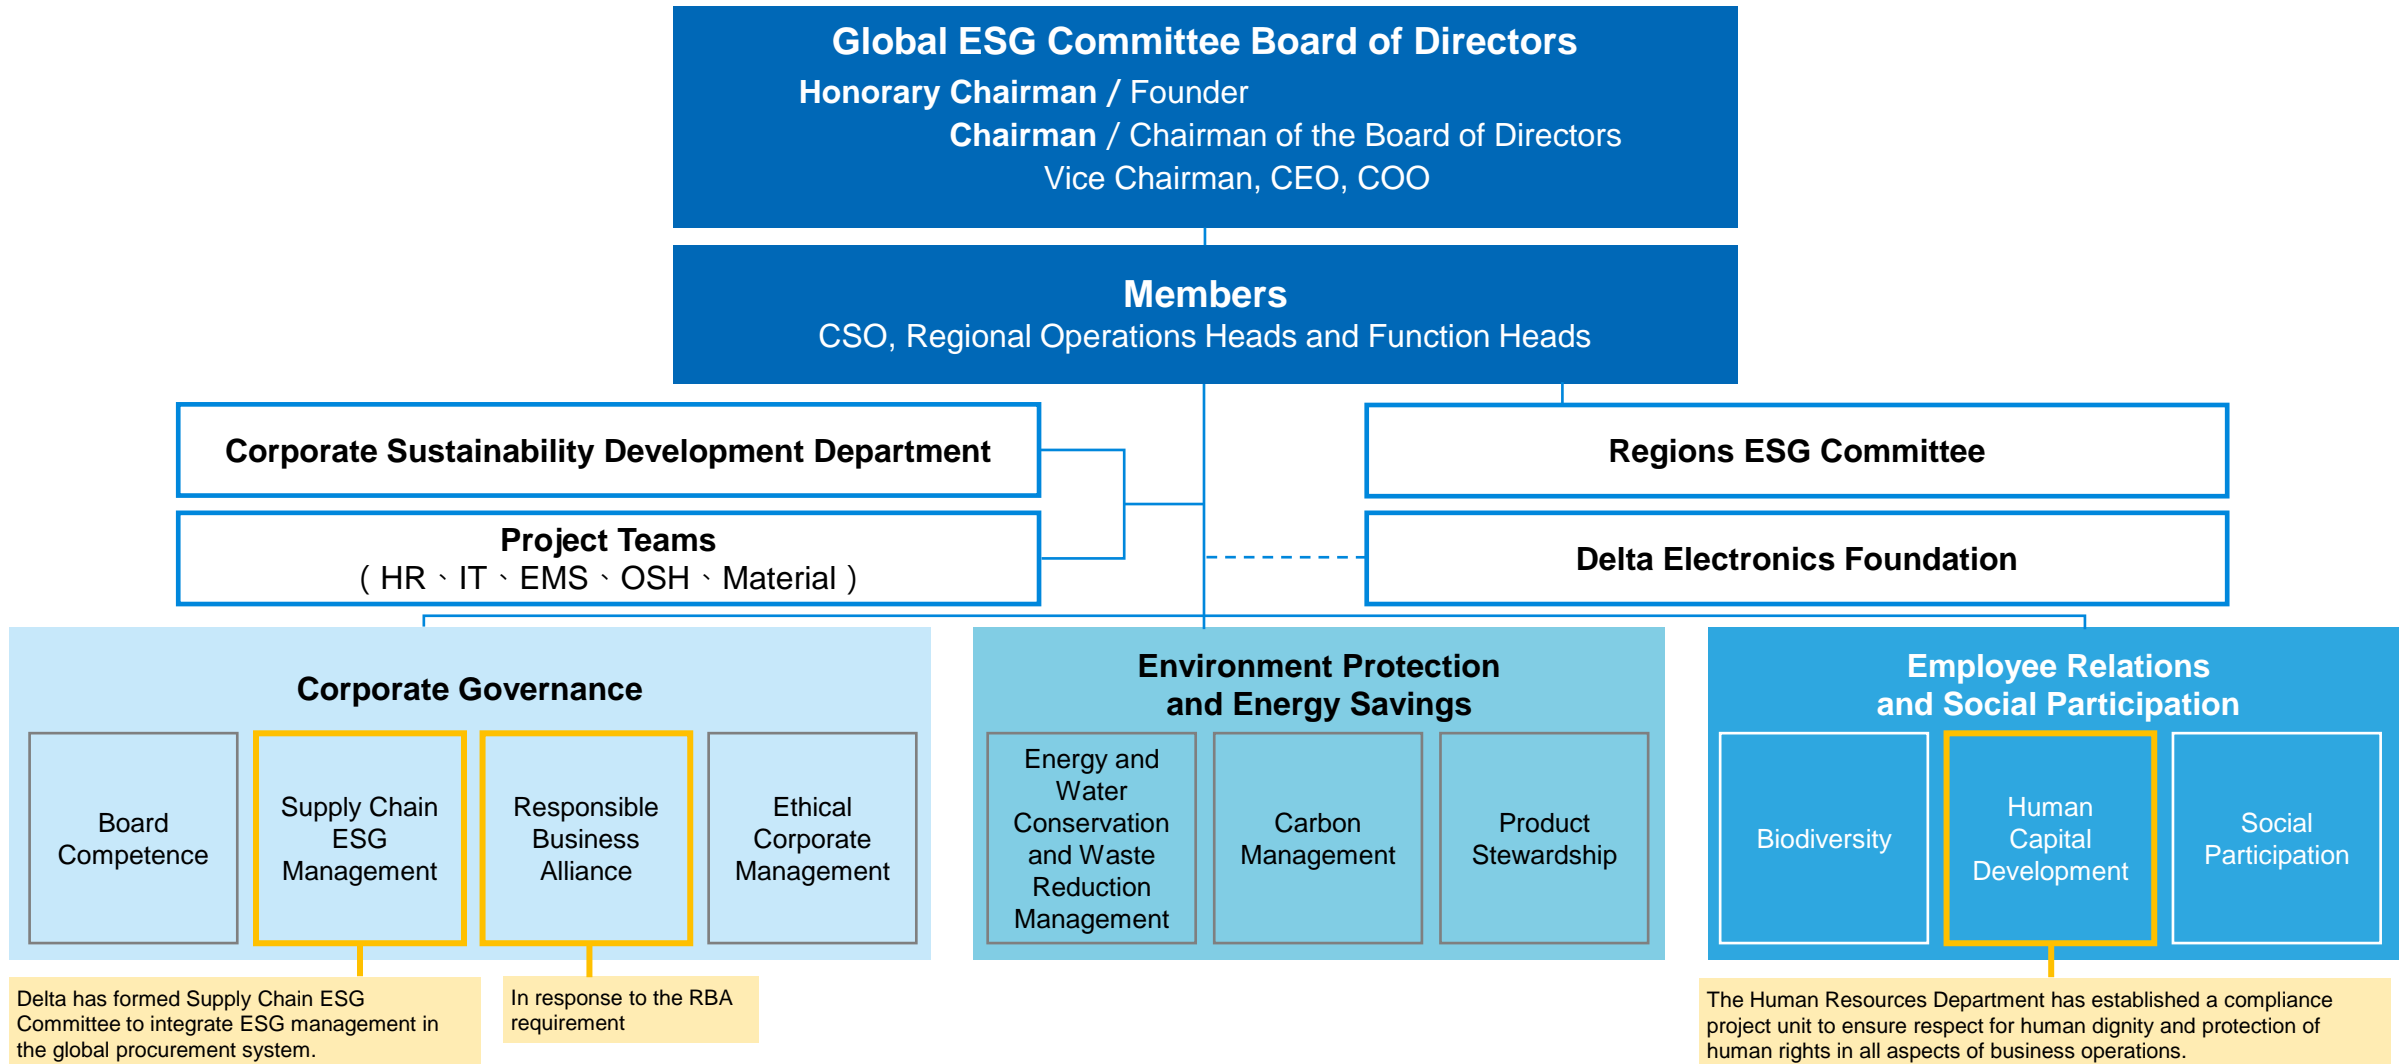 Global ESG Committee Board of Directors
Honorary Chairman / Founder
Chairman / Chairman of the Board of Directors
Vice Chairman, CEO, COO
Members
CSO, Regional Operations Heads and Function Heads
Corporate Sustainability Development Department
Regions ESG Committee
Project Teams
( HR、IT、EMS、OSH、Material )
Delta Electronics Foundation
Corporate Governance
Board
Competence
Supply Chain
ESG
Management
Responsible
Business
Alliance
Ethical
Corporate
Management
Environment Protection
and Energy Savings
Energy and
Water
Conservation
and Waste
Reduction
Management
Carbon
Management
Product
Stewardship
Employee Relations
and Social Participation
Biodiversity
Human
Capital
Development
Social
Participation
Delta has formed Supply Chain ESG
Committee to integrate ESG management in
the global procurement system.
In response to the RBA
requirement
The Human Resources Department has established a compliance
project unit to ensure respect for human dignity and protection of
human rights in all aspects of business operations.